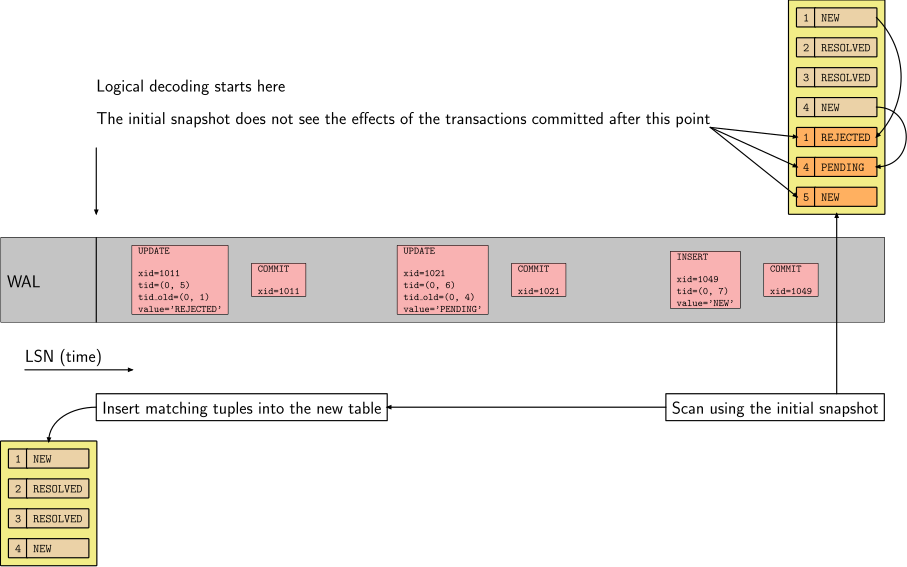 1 NEW
2 RESOLVED
3 RESOLVED
4 NEW
1 REJECTED
4 PENDING
5 NEW
Logical decoding starts here
The initial snapshot does not see the effects of the transactions committed after this point
WAL
UPDATE
xid=1011
tid=(0, 5)
tid_old=(0, 1)
value='REJECTED'
COMMIT
xid=1011
UPDATE
xid=1021
tid=(0, 6)
tid_old=(0, 4)
value='PENDING'
COMMIT
xid=1021
INSERT
xid=1049
tid=(0, 7)
value='NEW'
COMMIT
xid=1049
LSN (time)
Insert matching tuples into the new table
Scan using the initial snapshot
1 NEW
2 RESOLVED
3 RESOLVED
4 NEW